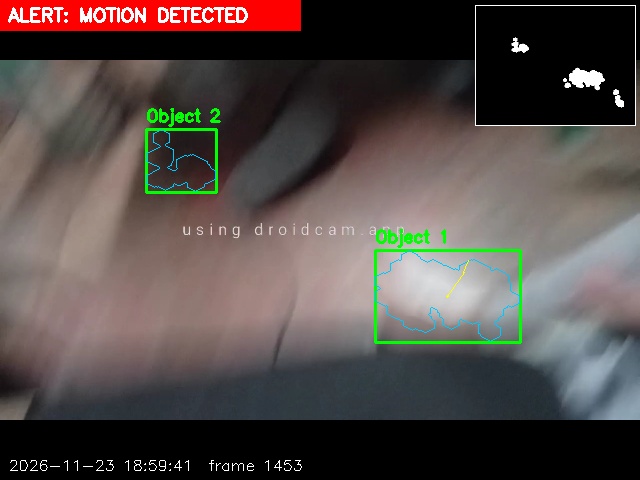 ALERT: MOTION DETECTED
Object 2
using droidcam.app
Object 1
2026-11-23 18:59:41 frame 1453